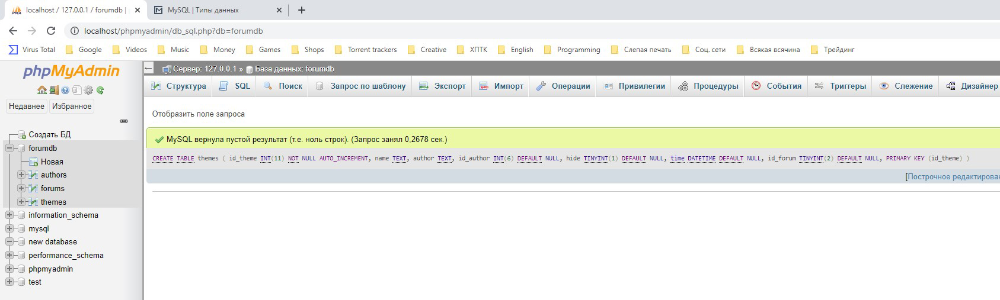 localhost / 127.0.0.1 / forumdb |
MySQL | Типы данных
localhost/phpmyadmin/db_sql.php?db=forumdb
Virus Total Google Videos Music Money Games Shops Torrent trackers Creative ХПТК English Programming Слепая печать Соц. сети Всякая всячина Трейдинг
phpMyAdmin
Недавнее Избранное
Создать БД
forumdb
Новая
authors
forums
themes
information_schema
mysql
new database
performance_schema
phpmyadmin
test
Сервер: 127.0.0.1 » База данных: forumdb
Структура SQL Поиск Запрос по шаблону Экспорт Импорт Операции Привилегии Процедуры События Триггеры Слежение Дизайнер
Отобразить поле запроса
MySQL вернула пустой результат (т.е. ноль строк). (Запрос занял 0,2678 сек.)
CREATE TABLE themes ( id_theme INT(11) NOT NULL AUTO_INCREMENT, name TEXT, author TEXT, id_author INT(6) DEFAULT NULL, hide TINYINT(1) DEFAULT NULL, time DATETIME DEFAULT NULL, id_forum TINYINT(2) DEFAULT NULL, PRIMARY KEY (id_theme) )
[Построчное редактирован